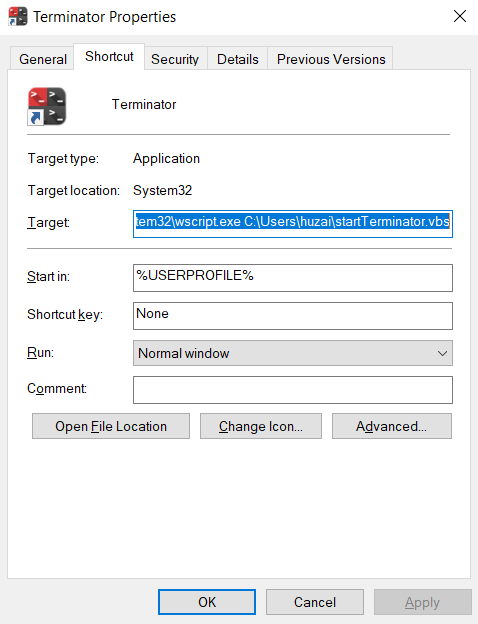 Terminator Properties
General Shortcut Security Details Previous Versions
Terminator
Target type: Application
Target location: System32
Target: tem32\wscript.exe C:\Users\huzai\startTerminator.vbs
Start in: %USERPROFILE%
Shortcut key: None
Run: Normal window
Comment:
Open File Location Change Icon... Advanced...
OK Cancel Apply